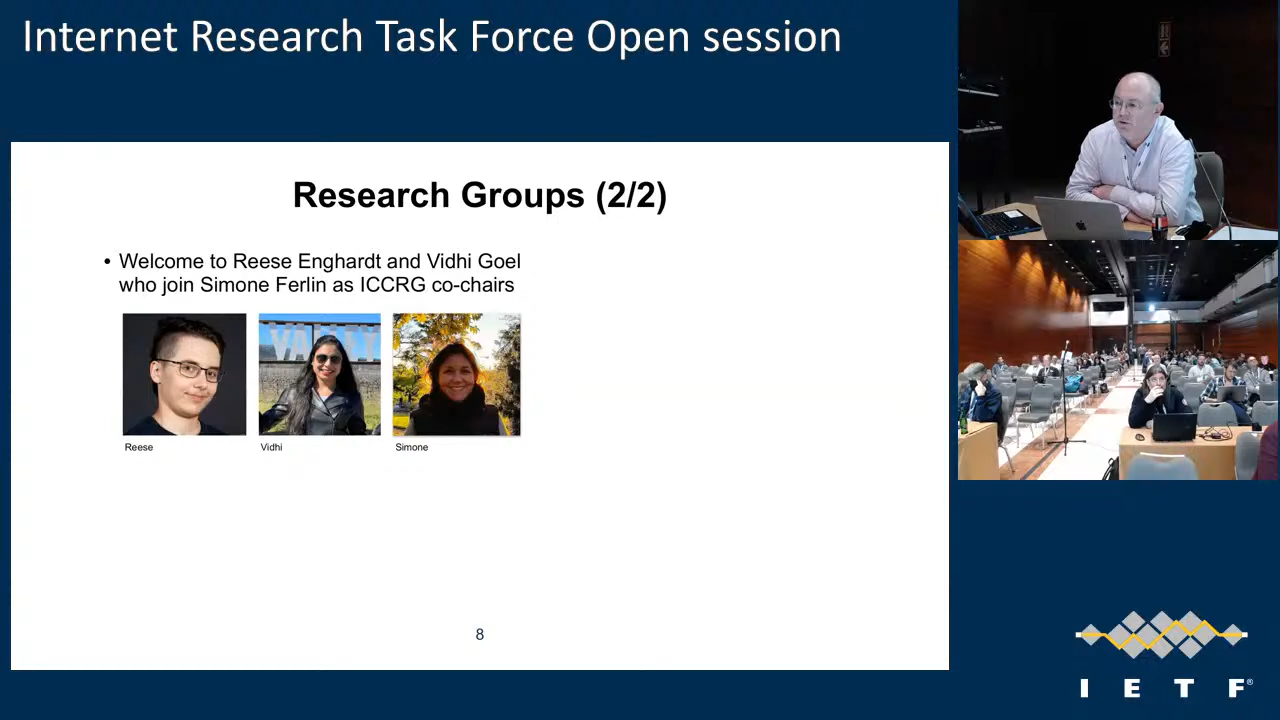 Internet Research Task Force Open session
Research Groups (2/2)
• Welcome to Reese Enghardt and Vidhi Goel
who join Simone Ferlin as ICCRG co-chairs
VALLEY
Reese
Vidhi
Simone
8
I E T F®